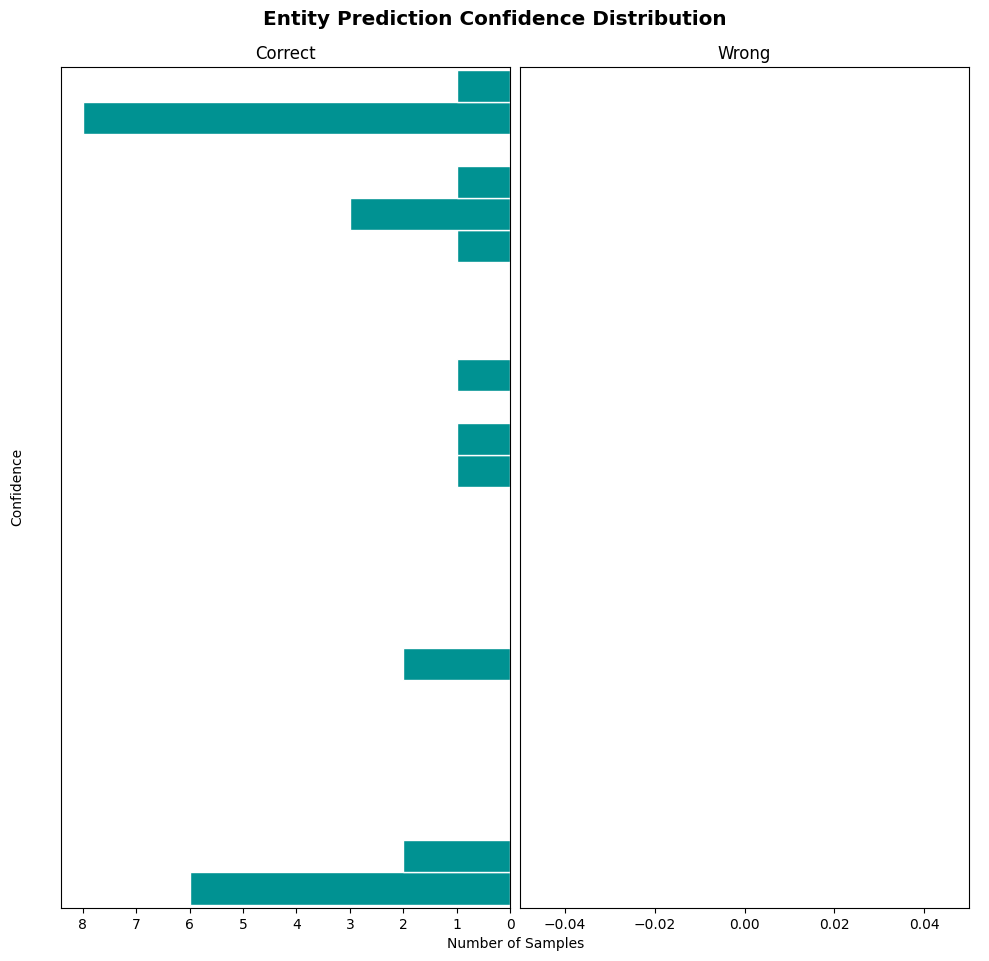 Entity Prediction Confidence Distribution
Correct
Wrong
Confidence
8 7 6 5 4 3 2 1 0
−0.04 −0.02 0.00 0.02 0.04
Number of Samples